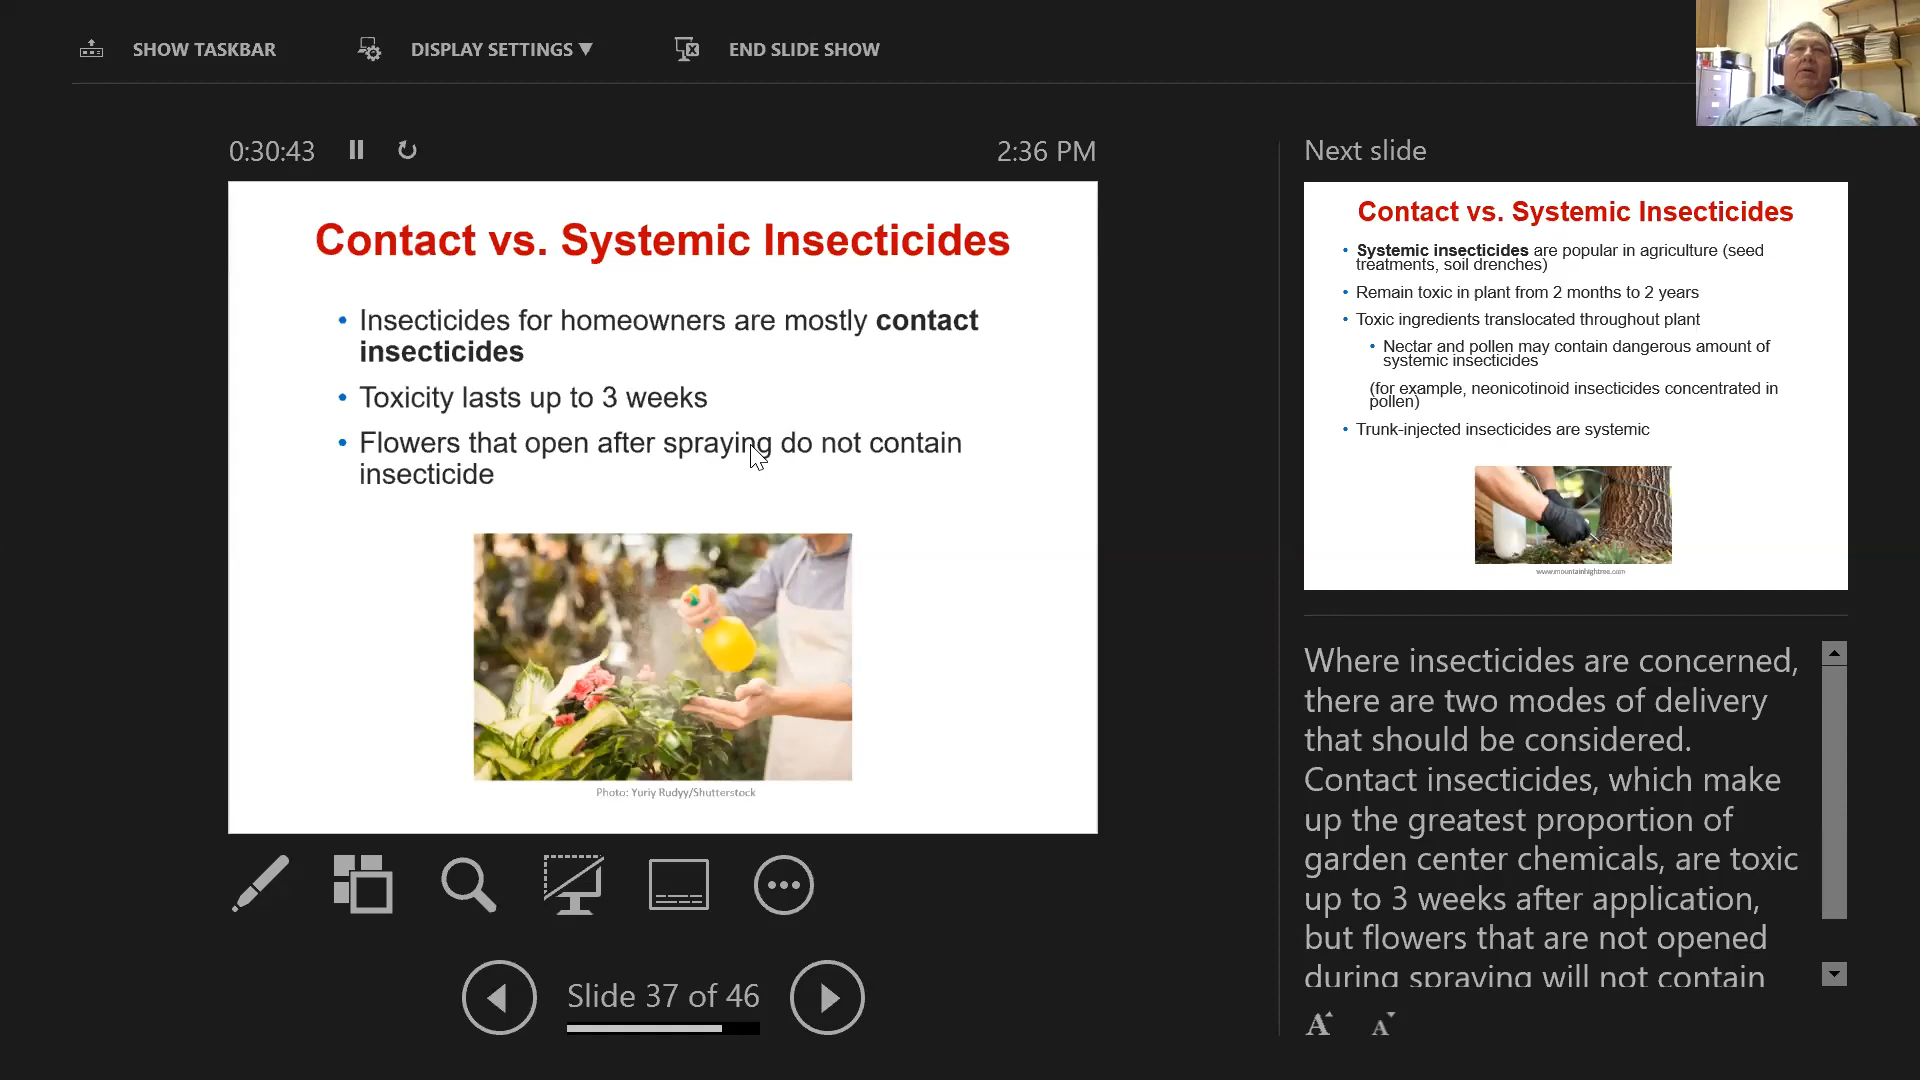 SHOW TASKBAR
DISPLAY SETTINGS ▼
END SLIDE SHOW
0:30:43
2:36 PM
Contact vs. Systemic Insecticides
• Insecticides for homeowners are mostly contact
insecticides
• Toxicity lasts up to 3 weeks
• Flowers that open after spraying do not contain
insecticide
Photo: Yuriy Rudyy/Shutterstock
Slide 37 of 46
Next slide
Contact vs. Systemic Insecticides
• Systemic insecticides are popular in agriculture (seed
treatments, soil drenches)
• Remain toxic in plant from 2 months to 2 years
• Toxic ingredients translocated throughout plant
• Nectar and pollen may contain dangerous amount of
systemic insecticides
(for example, neonicotinoid insecticides concentrated in
pollen)
• Trunk-injected insecticides are systemic
www.mountainhightree.com
Where insecticides are concerned,
there are two modes of delivery
that should be considered.
Contact insecticides, which make
up the greatest proportion of
garden center chemicals, are toxic
up to 3 weeks after application,
but flowers that are not opened
during spraying will not contain
A A